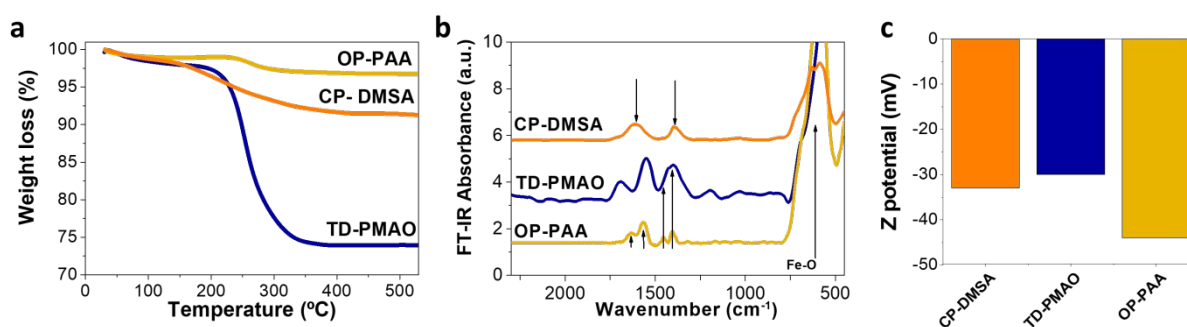 a
Weight loss (%)
100
95
90
85
80
75
70
OP-PAA
CP- DMSA
TD-PMAO
0
100
200
300
400
500
Temperature (ºC)
b
FT-IR Absorbance (a.u.)
10
8
6
4
2
0
CP-DMSA
TD-PMAO
OP-PAA
Fe-O
2000
1500
1000
500
Wavenumber (cm-1)
c
Z potential (mV)
0
-10
-20
-30
-40
-50
CP-DMSA
TD-PMAO
OP-PAA